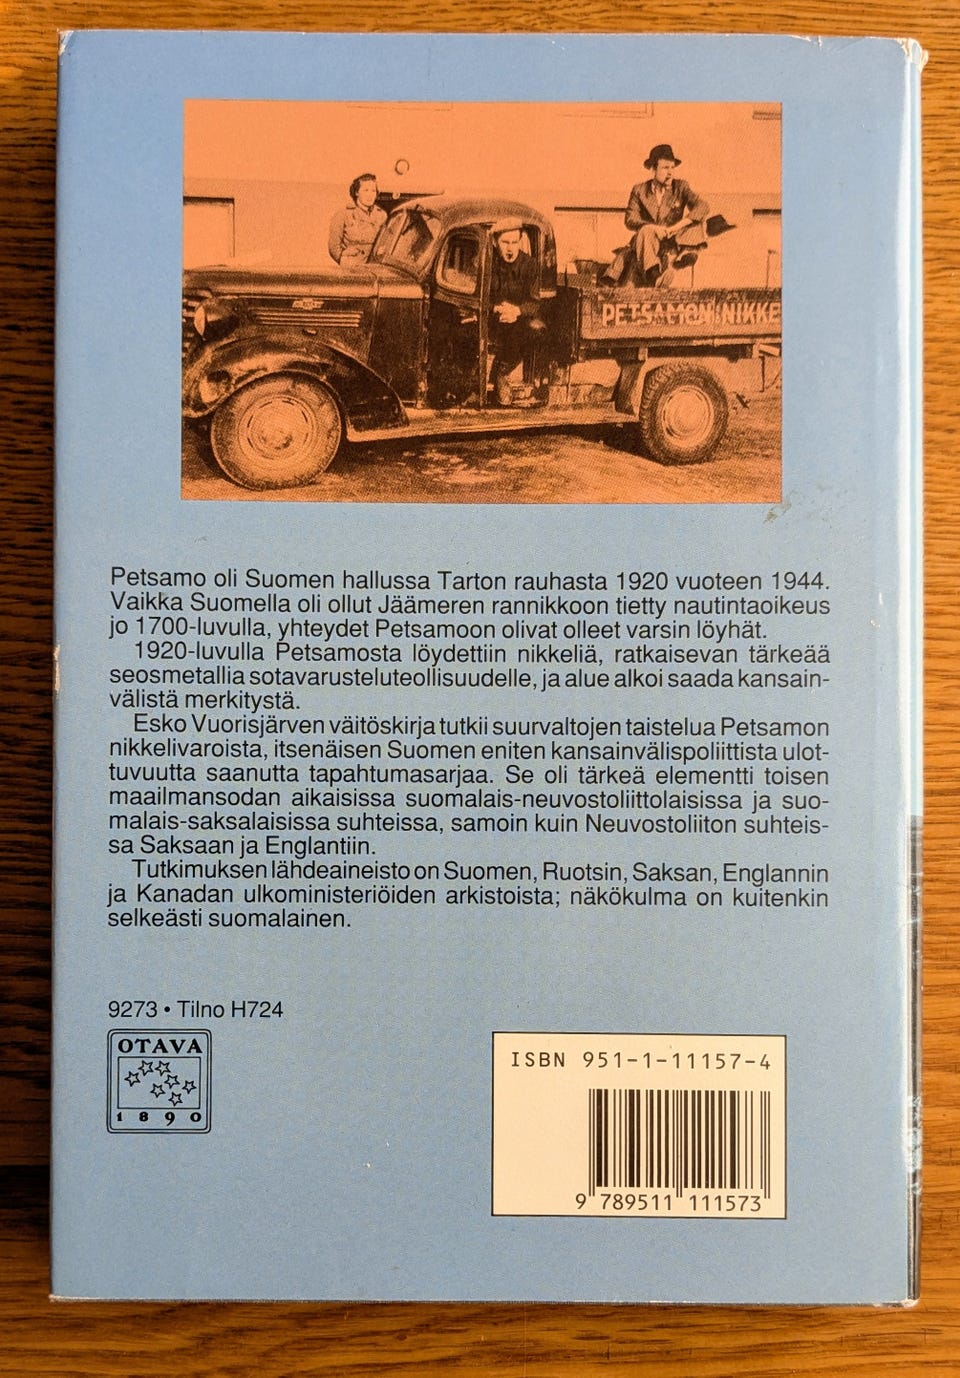 PETSAMON NIKKE
Petsamo oli Suomen hallussa Tarton rauhasta 1920 vuoteen 1944.
Vaikka Suomella oli ollut Jäämeren rannikkoon tietty nautintaoikeus
jo 1700-luvulla, yhteydet Petsamoon olivat olleet varsin löyhät.
1920-luvulla Petsamosta löydettiin nikkeliä, ratkaisevan tärkeää
seosmetallia sotavarusteluteollisuudelle, ja alue alkoi saada kansain-
välistä merkitystä.
Esko Vuorisjärven väitöskirja tutkii suurvaltojen taistelua Petsamon
nikkelivaroista, itsenäisen Suomen eniten kansainvälispoliittista ulot-
tuvuutta saanutta tapahtumasarjaa. Se oli tärkeä elementti toisen
maailmansodan aikaisissa suomalais-neuvostoliittolaisissa ja suo-
malais-saksalaisissa suhteissa, samoin kuin Neuvostoliiton suhteis-
sa Saksaan ja Englantiin.
Tutkimuksen lähdeaineisto on Suomen, Ruotsin, Saksan, Englannin
ja Kanadan ulkoministeriöiden arkistoista; näkökulma on kuitenkin
selkeästi suomalainen.
9273 • Tilno H724
OTAVA
1890
ISBN 951-1-11157-4
9 789511 111573